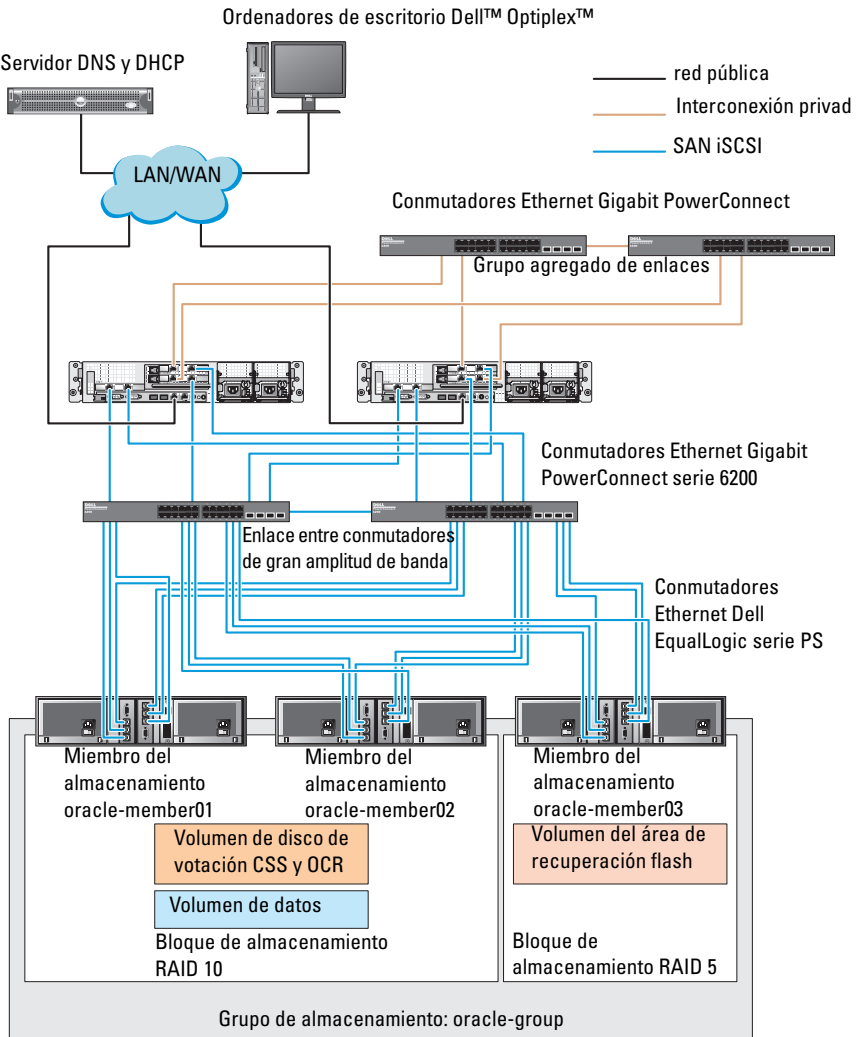 Ordenadores de escritorio Dell™ Optiplex™
Servidor DNS y DHCP
red pública
Interconexión privad
SAN iSCSI
LAN/WAN
Conmutadores Ethernet Gigabit PowerConnect
Grupo agregado de enlaces
Conmutadores Ethernet Gigabit
PowerConnect serie 6200
Enlace entre conmutadores
de gran amplitud de banda
Conmutadores
Ethernet Dell
EqualLogic serie PS
Miembro del
almacenamiento
oracle-member01
Miembro del
almacenamiento
oracle-member02
Miembro del
almacenamiento
oracle-member03
Volumen de disco de
votación CSS y OCR
Volumen del área de
recuperación flash
Volumen de datos
Bloque de almacenamiento
RAID 10
Bloque de
almacenamiento RAID 5
Grupo de almacenamiento: oracle-group